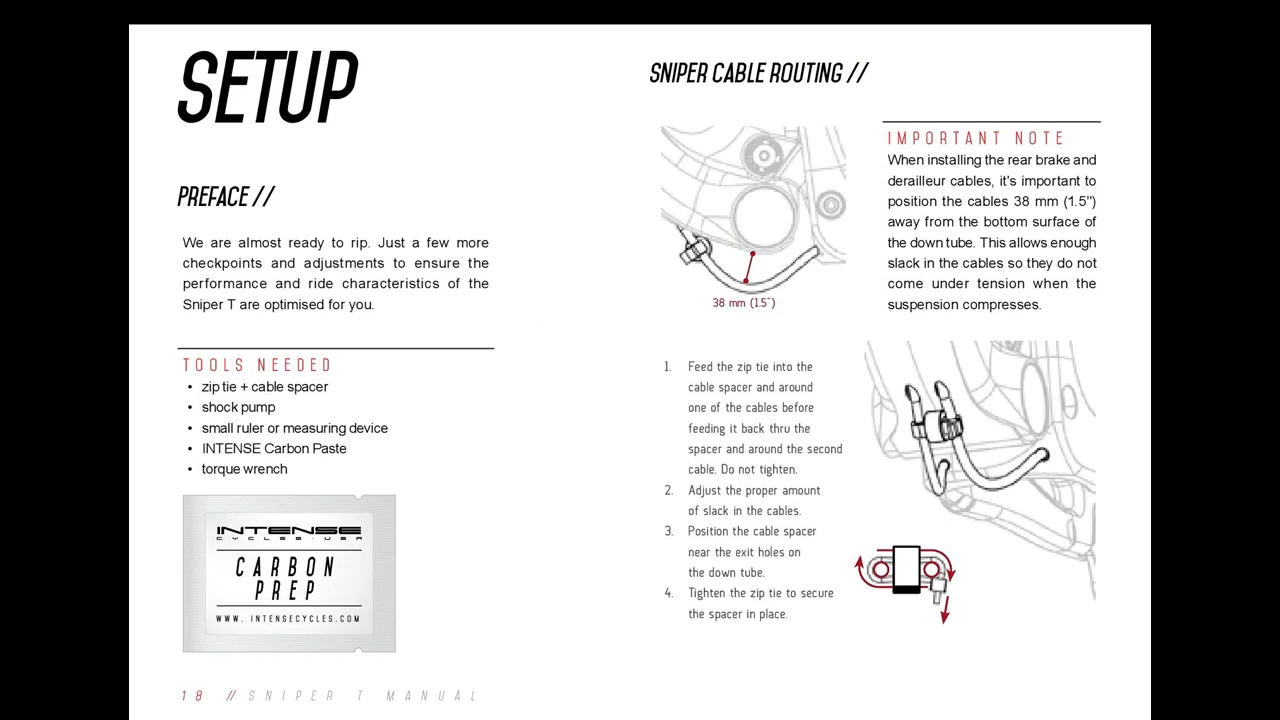 SETUP
PREFACE //
We are almost ready to rip. Just a few more
checkpoints and adjustments to ensure the
performance and ride characteristics of the
Sniper T are optimised for you.
TOOLS NEEDED
• zip tie + cable spacer
• shock pump
• small ruler or measuring device
• INTENSE Carbon Paste
• torque wrench
INTENSE
CYCLES·USA
CARBON
PREP
WWW. INTENSECYCLES.COM
18 // SNIPER T MANUAL
SNIPER CABLE ROUTING //
38 mm (1.5")
IMPORTANT NOTE
When installing the rear brake and
derailleur cables, it's important to
position the cables 38 mm (1.5")
away from the bottom surface of
the down tube. This allows enough
slack in the cables so they do not
come under tension when the
suspension compresses.
1. Feed the zip tie into the
cable spacer and around
one of the cables before
feeding it back thru the
spacer and around the second
cable. Do not tighten.
2. Adjust the proper amount
of slack in the cables.
3. Position the cable spacer
near the exit holes on
the down tube.
4. Tighten the zip tie to secure
the spacer in place.